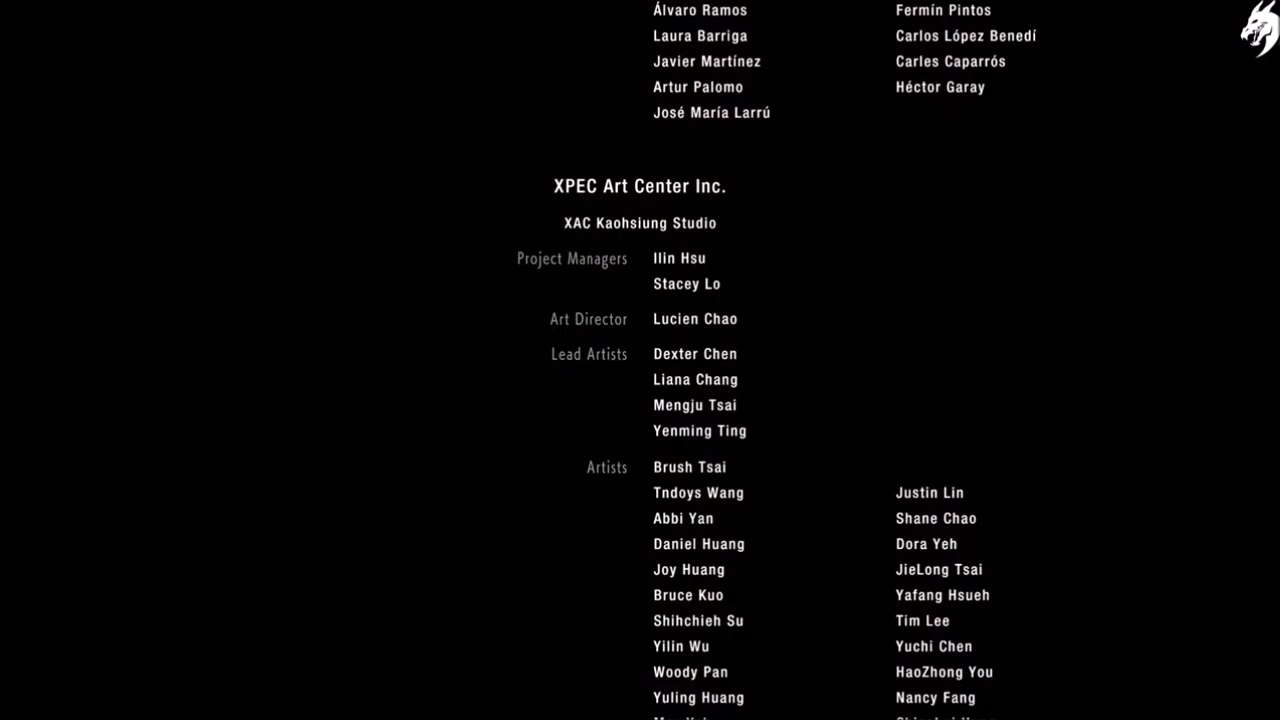 Álvaro Ramos Fermín Pintos
Laura Barriga Carlos López Benedí
Javier Martínez Carles Caparrós
Artur Palomo Héctor Garay
José María Larrú
XPEC Art Center Inc.
XAC Kaohsiung Studio
Project Managers Ilin Hsu
Stacey Lo
Art Director Lucien Chao
Lead Artists Dexter Chen
Liana Chang
Mengju Tsai
Yenming Ting
Artists Brush Tsai
Tndoys Wang Justin Lin
Abbi Yan Shane Chao
Daniel Huang Dora Yeh
Joy Huang JieLong Tsai
Bruce Kuo Yafang Hsueh
Shihchieh Su Tim Lee
Yilin Wu Yuchi Chen
Woody Pan HaoZhong You
Yuling Huang Nancy Fang